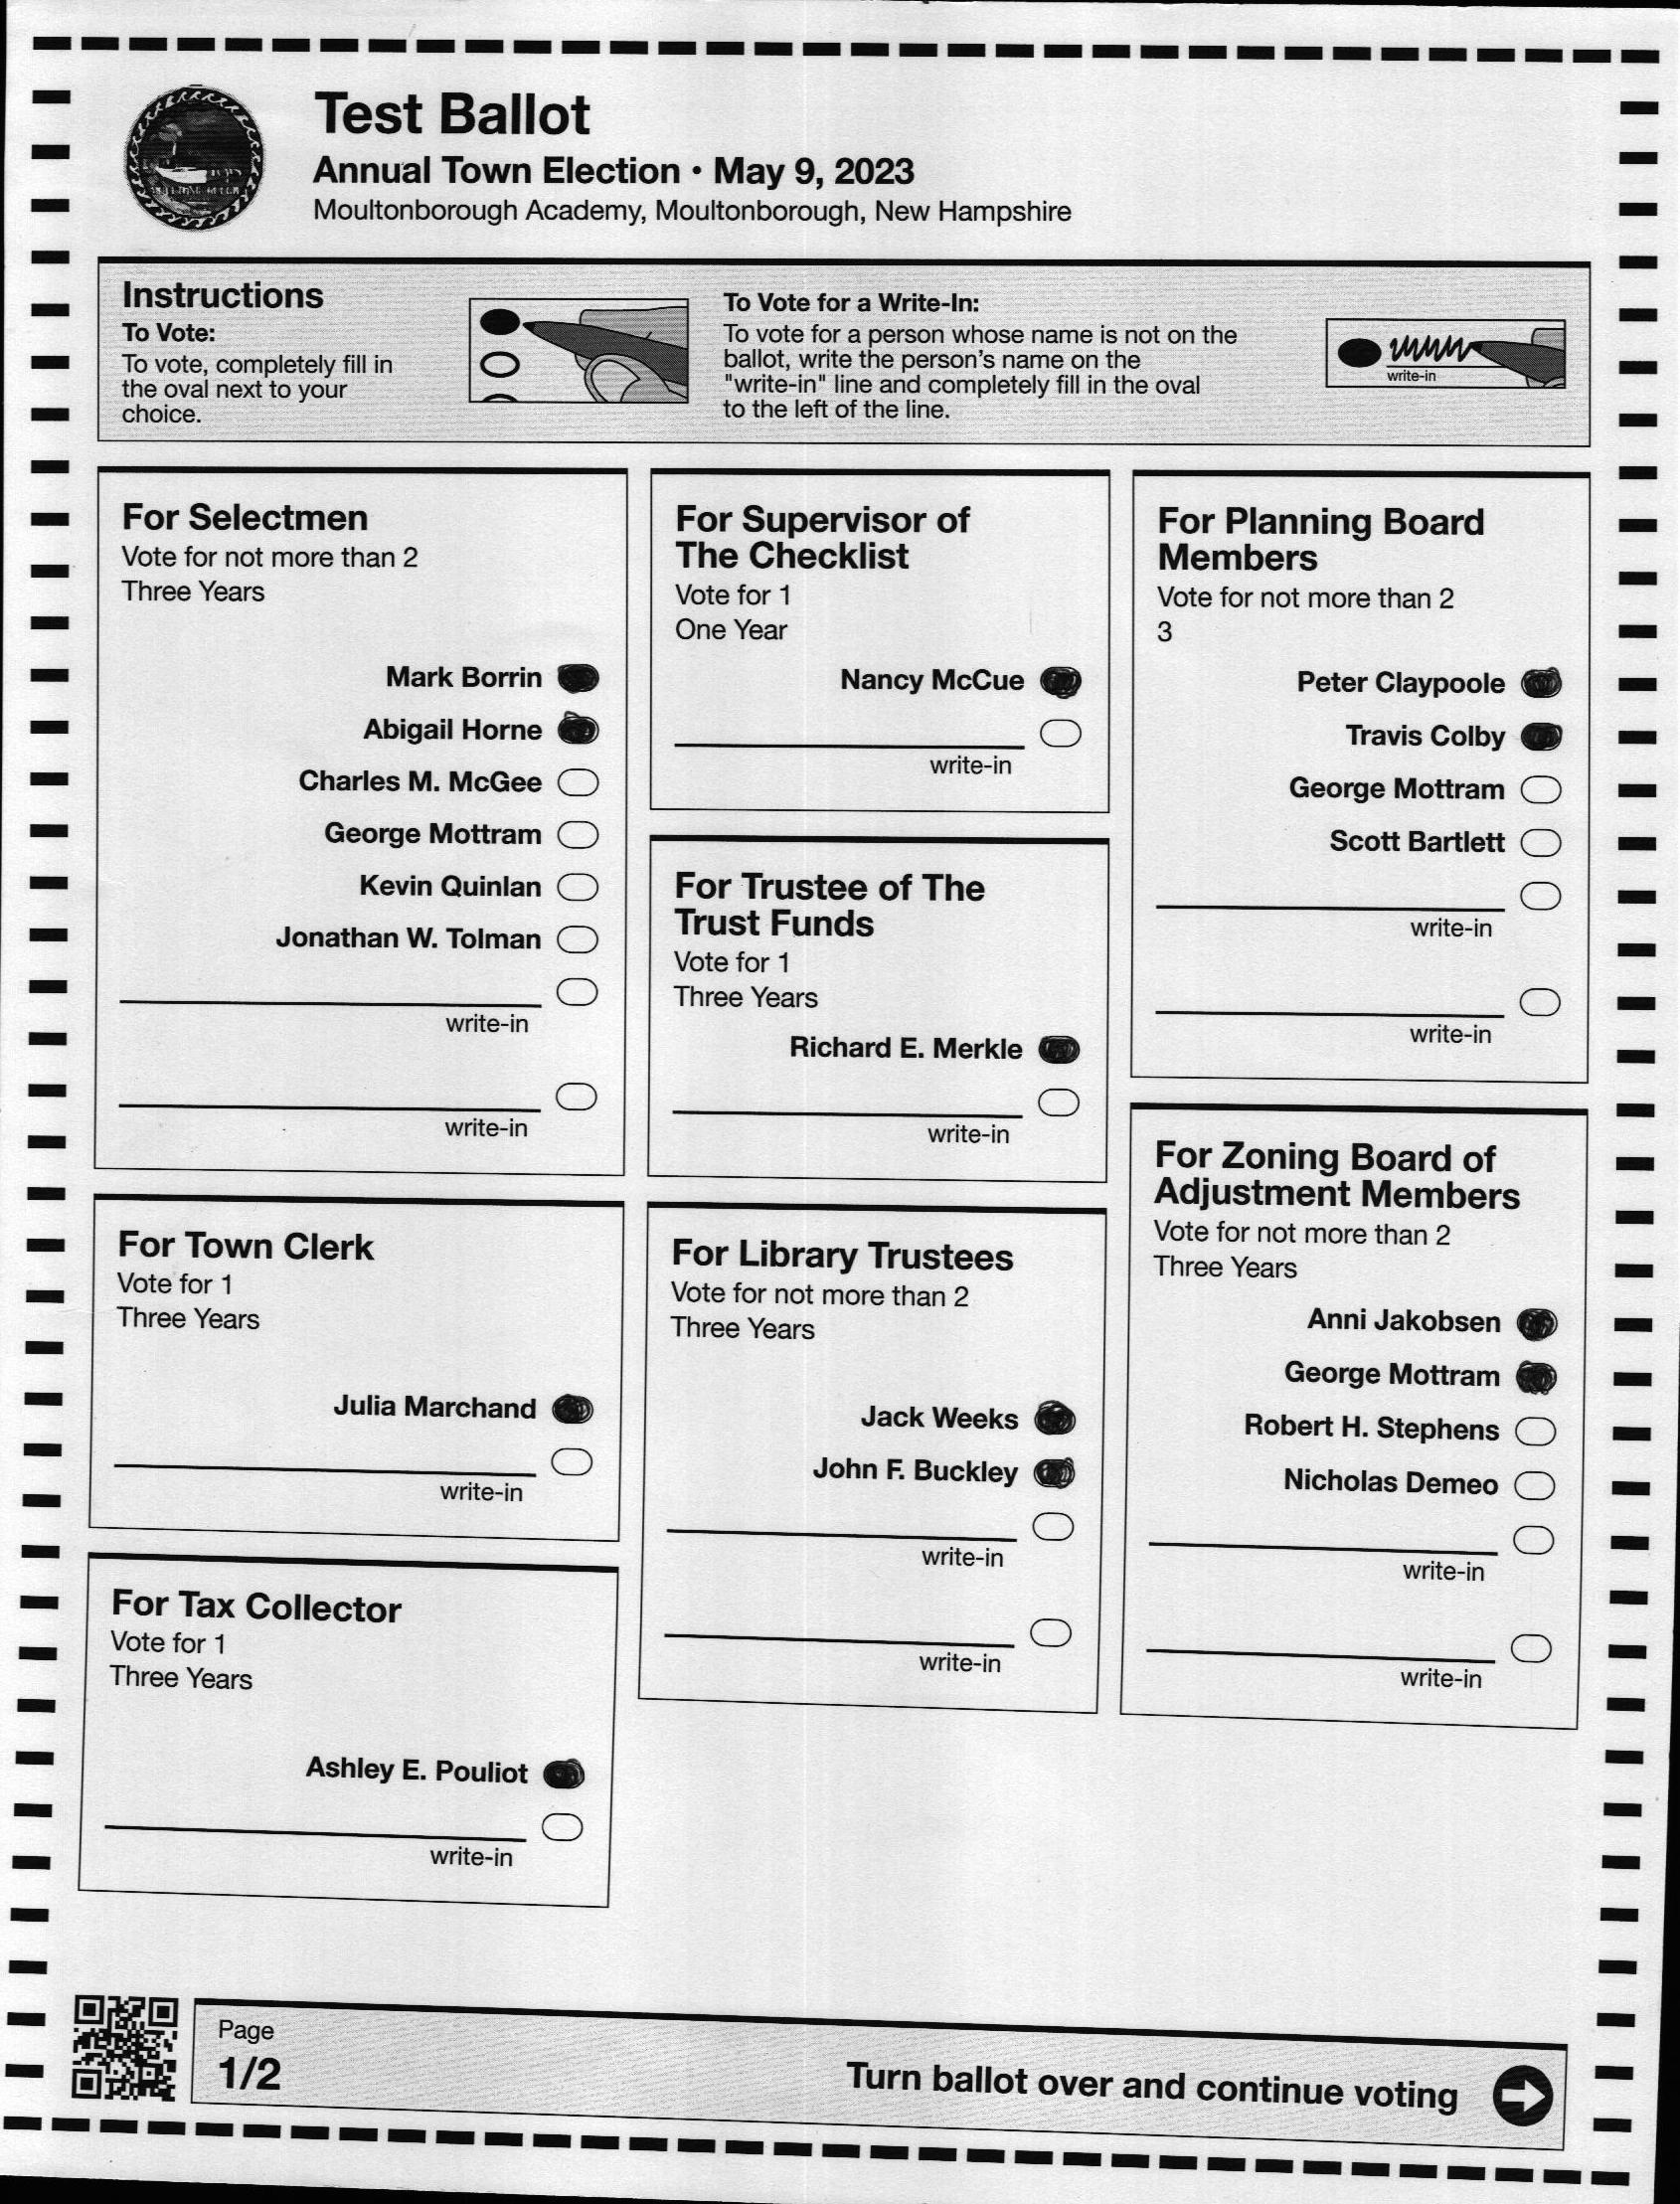 Test Ballot
Annual Town Election • May 9, 2023
Moultonborough Academy, Moultonborough, New Hampshire
Instructions
To Vote:
To vote, completely fill in
the oval next to your
choice.
To Vote for a Write-In:
To vote for a person whose name is not on the
ballot, write the person's name on the
"write-in" line and completely fill in the oval
to the left of the line.
write-in
For Selectmen
Vote for not more than 2
Three Years
Mark Borrin
Abigail Horne
Charles M. McGee
George Mottram
Kevin Quinlan
Jonathan W. Tolman
write-in
write-in
For Town Clerk
Vote for 1
Three Years
Julia Marchand
write-in
For Tax Collector
Vote for 1
Three Years
Ashley E. Pouliot
write-in
For Supervisor of
The Checklist
Vote for 1
One Year
Nancy McCue
write-in
For Trustee of The
Trust Funds
Vote for 1
Three Years
Richard E. Merkle
write-in
For Library Trustees
Vote for not more than 2
Three Years
Jack Weeks
John F. Buckley
write-in
write-in
For Planning Board
Members
Vote for not more than 2
3
Peter Claypoole
Travis Colby
George Mottram
Scott Bartlett
write-in
write-in
For Zoning Board of
Adjustment Members
Vote for not more than 2
Three Years
Anni Jakobsen
George Mottram
Robert H. Stephens
Nicholas Demeo
write-in
write-in
Page
1/2
Turn ballot over and continue voting